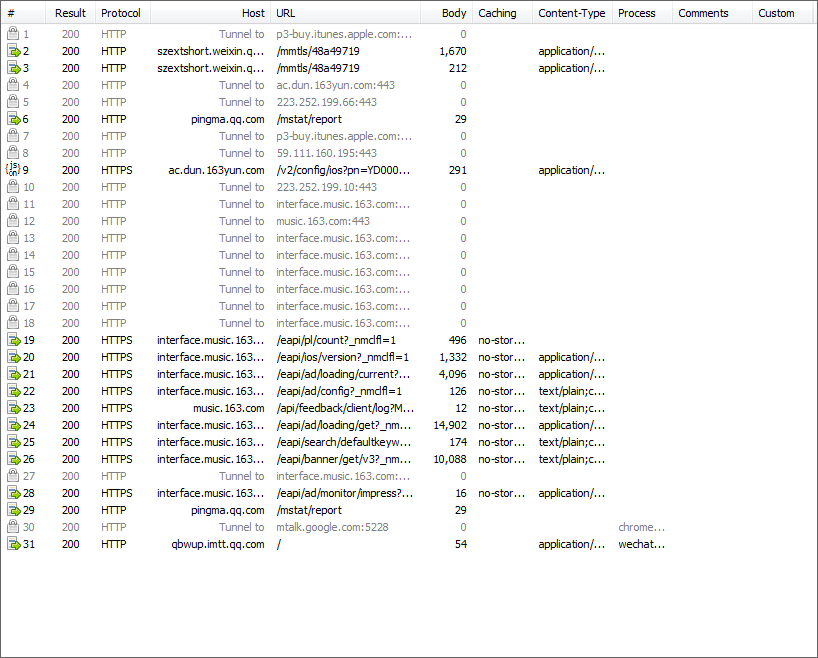 # Result Protocol Host URL Body Caching Content-Type Process Comments Custom
1 200 HTTP Tunnel to p3-buy.itunes.apple.com:... 0
2 200 HTTP szextshort.weixin.q... /mmtls/48a49719 1,670 application/...
3 200 HTTP szextshort.weixin.q... /mmtls/48a49719 212 application/...
4 200 HTTP Tunnel to ac.dun.163yun.com:443 0
5 200 HTTP Tunnel to 223.252.199.66:443 0
6 200 HTTP pingma.qq.com /mstat/report 29
7 200 HTTP Tunnel to p3-buy.itunes.apple.com:... 0
8 200 HTTP Tunnel to 59.111.160.195:443 0
9 200 HTTPS ac.dun.163yun.com /v2/config/ios?pn=YD000... 291 application/...
10 200 HTTP Tunnel to 223.252.199.10:443 0
11 200 HTTP Tunnel to interface.music.163.com:... 0
12 200 HTTP Tunnel to music.163.com:443 0
13 200 HTTP Tunnel to interface.music.163.com:... 0
14 200 HTTP Tunnel to interface.music.163.com:... 0
15 200 HTTP Tunnel to interface.music.163.com:... 0
16 200 HTTP Tunnel to interface.music.163.com:... 0
17 200 HTTP Tunnel to interface.music.163.com:... 0
18 200 HTTP Tunnel to interface.music.163.com:... 0
19 200 HTTPS interface.music.163... /eapi/pl/count?_nmclfl=1 496 no-stor...
20 200 HTTPS interface.music.163... /eapi/ios/version?_nmclfl=1 1,332 no-stor... application/...
21 200 HTTPS interface.music.163... /eapi/ad/loading/current?... 4,096 no-stor... application/...
22 200 HTTPS interface.music.163... /eapi/ad/config?_nmclfl=1 126 no-stor... text/plain;c...
23 200 HTTPS music.163.com /api/feedback/client/log?M... 12 no-stor... text/plain;c...
24 200 HTTPS interface.music.163... /eapi/ad/loading/get?_nm... 14,902 no-stor... application/...
25 200 HTTPS interface.music.163... /eapi/search/defaultkeyw... 174 no-stor... text/plain;c...
26 200 HTTPS interface.music.163... /eapi/banner/get/v3?_nm... 10,088 no-stor... text/plain;c...
27 200 HTTP Tunnel to interface.music.163.com:... 0
28 200 HTTPS interface.music.163... /eapi/ad/monitor/impress?... 16 no-stor... application/...
29 200 HTTP pingma.qq.com /mstat/report 29
30 200 HTTP Tunnel to mtalk.google.com:5228 0 chrome...
31 200 HTTP qbwup.imtt.qq.com / 54 application/... wechat...